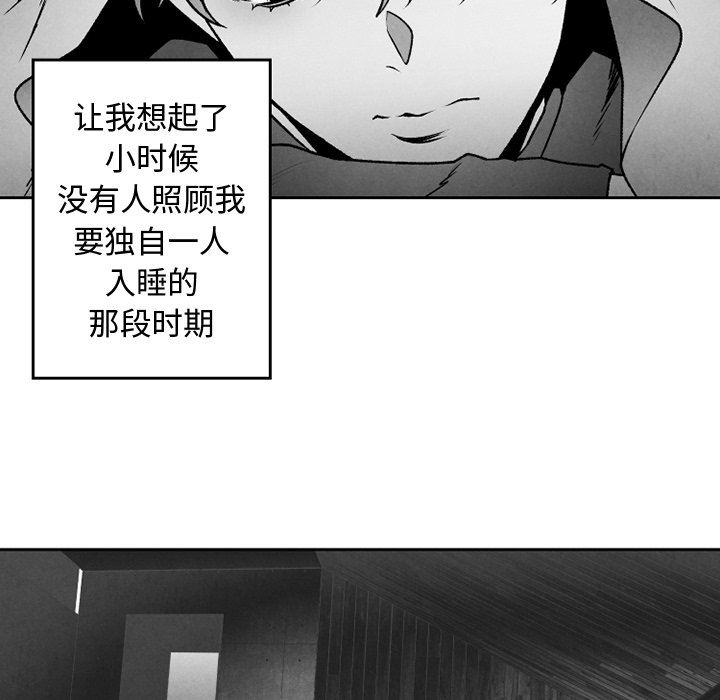 让我想起了
小时候
没有人照顾我
要独自一人
入睡的
那段时期